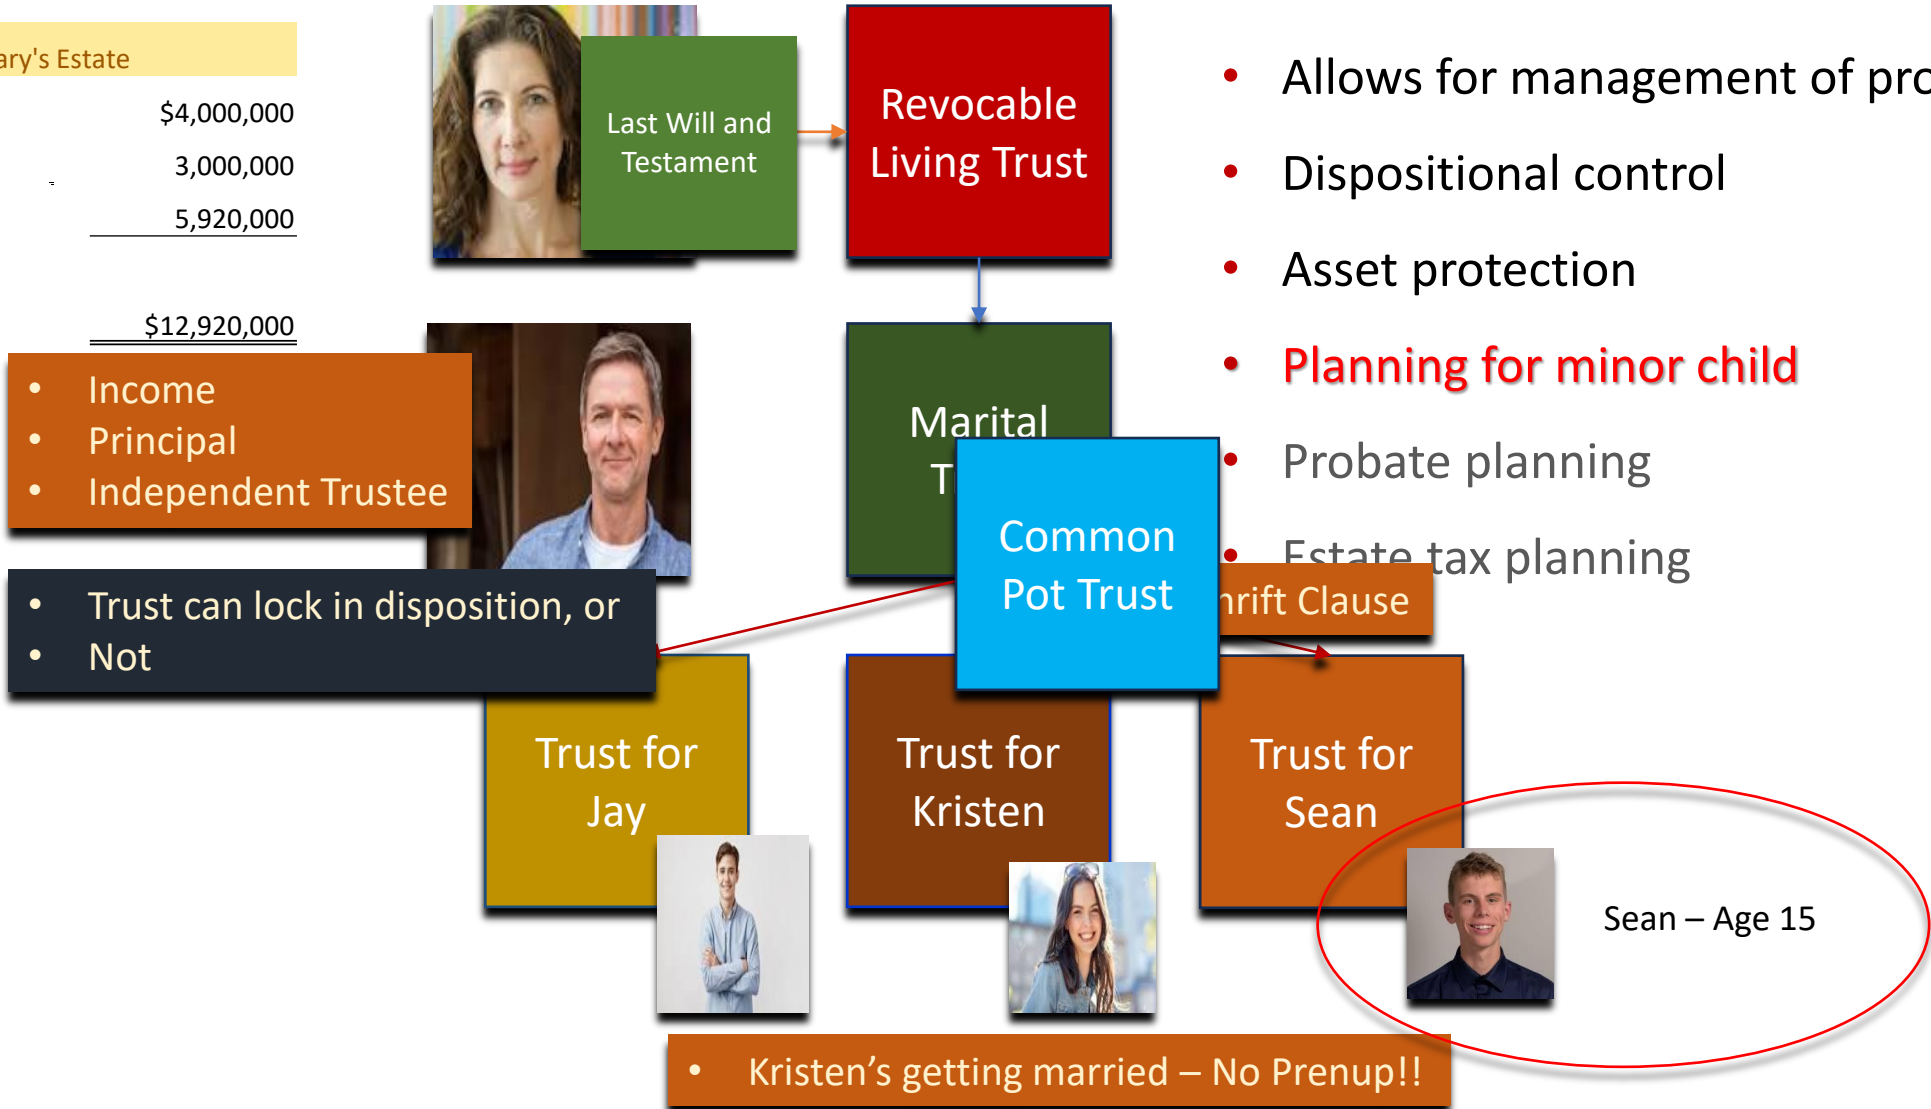 ary's Estate
$4,000,000
3,000,000
5,920,000
$12,920,000
Last Will and
Testament
Revocable
Living Trust
• Allows for management of pro
• Dispositional control
• Asset protection
• Planning for minor child
• Probate planning
• Estate tax planning
• Income
• Principal
• Independent Trustee
Marital
T
Common
Pot Trust
hrift Clause
• Trust can lock in disposition, or
• Not
Trust for
Jay
Trust for
Kristen
Trust for
Sean
Sean – Age 15
• Kristen's getting married – No Prenup!!